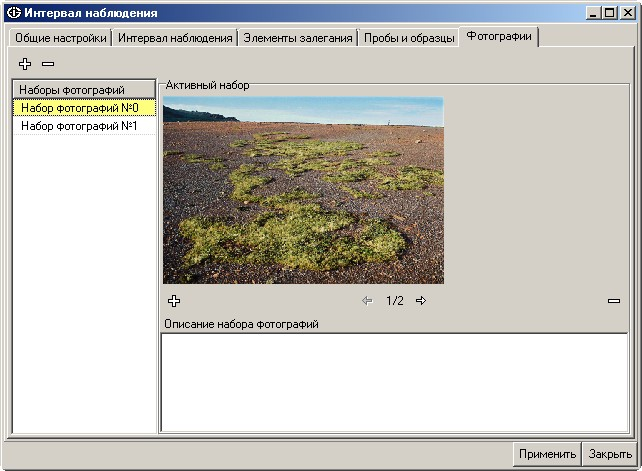 Интервал наблюдения
Общие настройки Интервал наблюдения Элементы залегания Пробы и образцы Фотографии
Наборы фотографий
Набор фотографий №0
Набор фотографий №1
Активный набор
1/2
Описание набора фотографий
Применить Закрыть